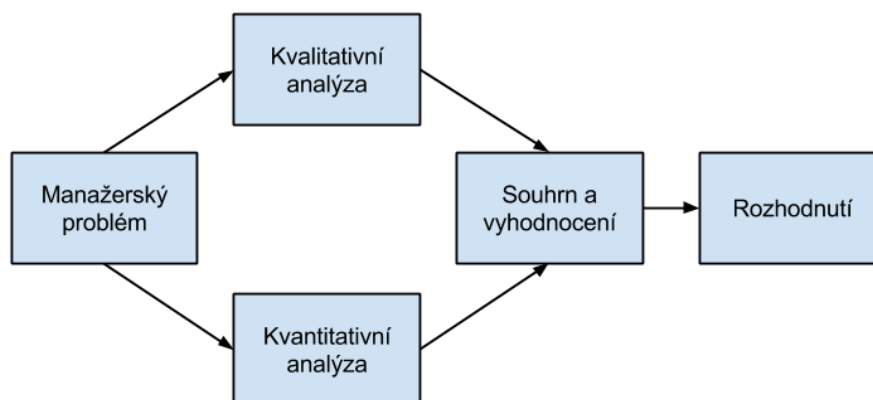 Kvalitativní
analýza
Manažerský
problém
Souhrn a
vyhodnocení
Rozhodnutí
Kvantitativní
analýza